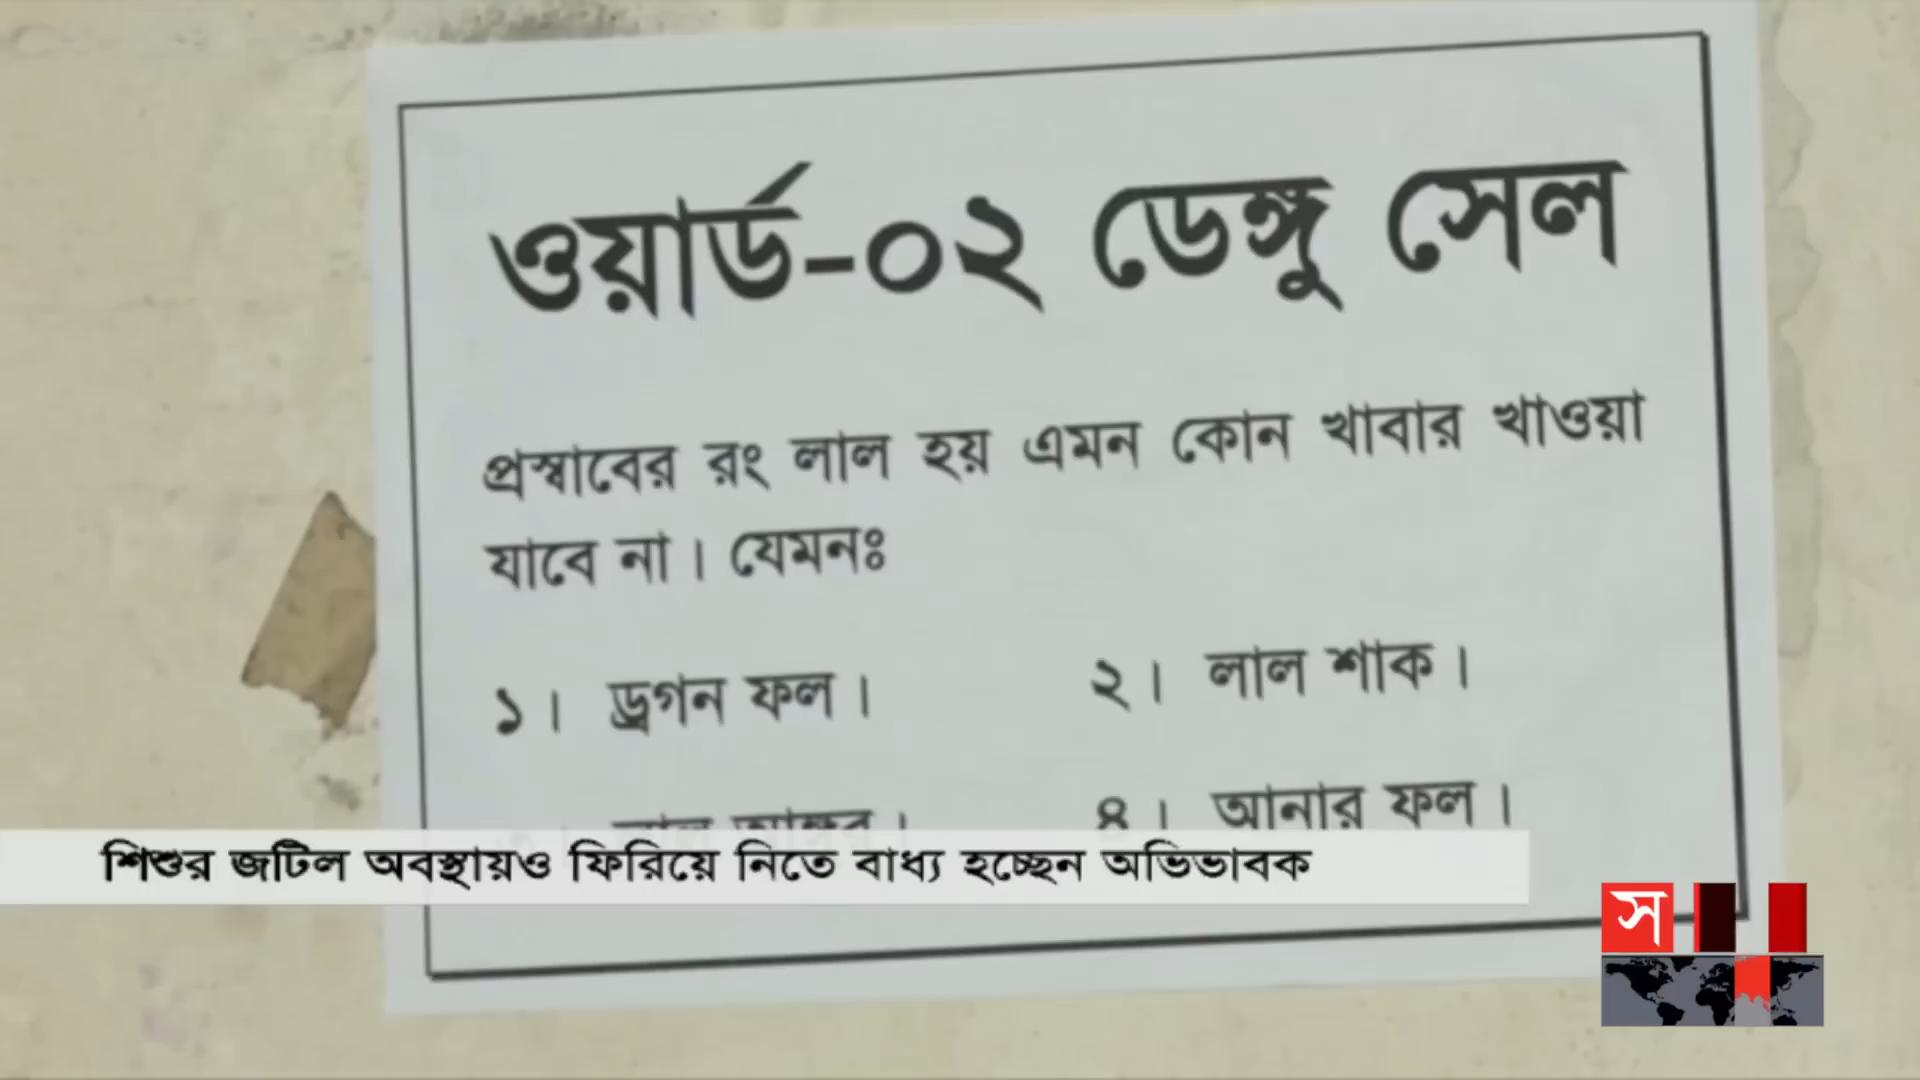 ওয়ার্ড-০২ ডেঙ্গু সেল
প্রস্বাবের রং লাল হয় এমন কোন খাবার খাওয়া
যাবে না। যেমনঃ
১। ড্রগন ফল।
২। লাল শাক।
৪। আনার ফল।
শিশুর জটিল অবস্থায়ও ফিরিয়ে নিতে বাধ্য হচ্ছেন অভিভাবক
স